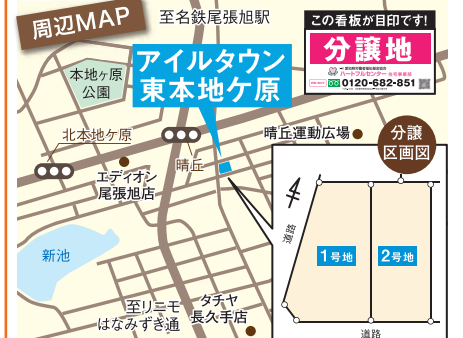 周辺MAP
至名鉄尾張旭駅
この看板が目印です!
分譲地
ハートフルセンター
0120-682-851
アイルタウン
東本地ケ原
本地ヶ原
公園
北本地ケ原
晴丘
晴丘運動広場
エディオン
尾張旭店
分譲
区画図
道路
1号地
2号地
新池
至リニモ
はなみずき通
タチヤ
長久手店
道路